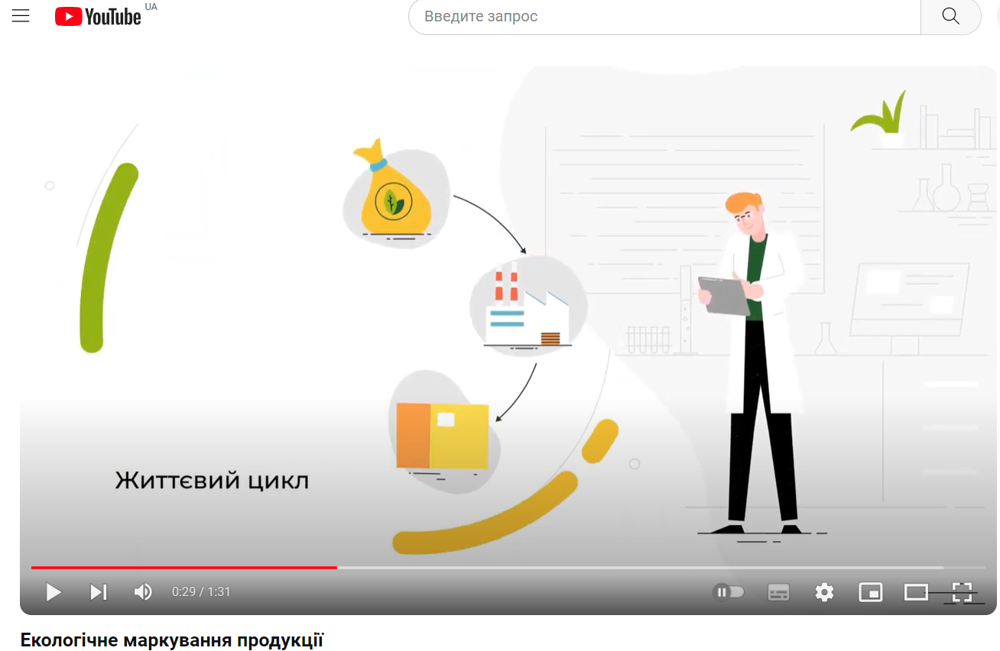 YouTube UA
Введите запрос
Життєвий цикл
0:29 / 1:31
Екологічне маркування продукції